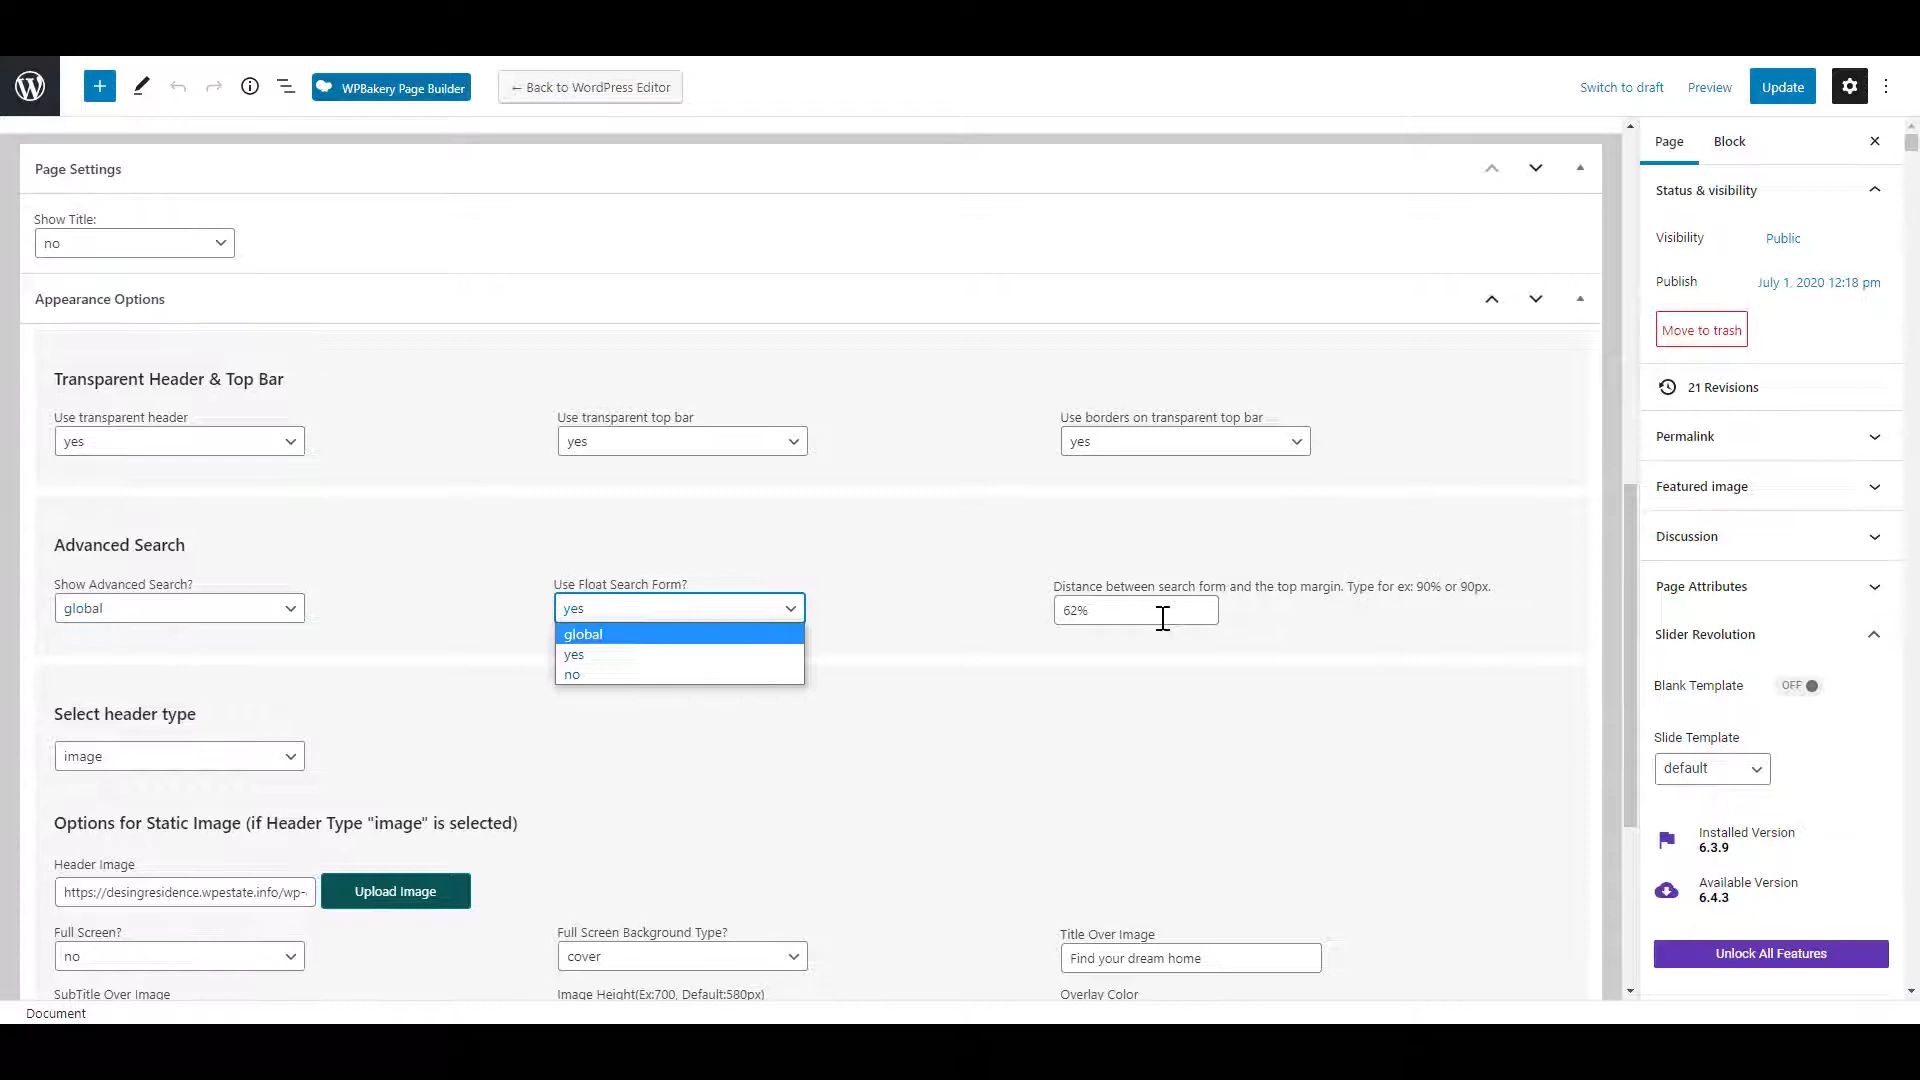 WPBakery Page Builder
← Back to WordPress Editor
Switch to draft
Preview
Update
Page Settings
Show Title:
no
Appearance Options
Transparent Header & Top Bar
Use transparent header
Use transparent top bar
Use borders on transparent top bar
yes
yes
yes
Advanced Search
Show Advanced Search?
Use Float Search Form?
Distance between search form and the top margin. Type for ex: 90% or 90px.
global
yes
62%
global
yes
no
Select header type
image
Options for Static Image (if Header Type "image" is selected)
Header Image
https://desingresidence.wpestate.info/wp-
Upload Image
Full Screen?
Full Screen Background Type?
Title Over Image
no
cover
Find your dream home
SubTitle Over Image
Image Height(Ex:700, Default:580px)
Overlay Color
Document
Page
Block
Status & visibility
Visibility
Public
Publish
July 1, 2020 12:18 pm
Move to trash
21 Revisions
Permalink
Featured image
Discussion
Page Attributes
Slider Revolution
Blank Template
OFF
Slide Template
default
Installed Version
6.3.9
Available Version
6.4.3
Unlock All Features